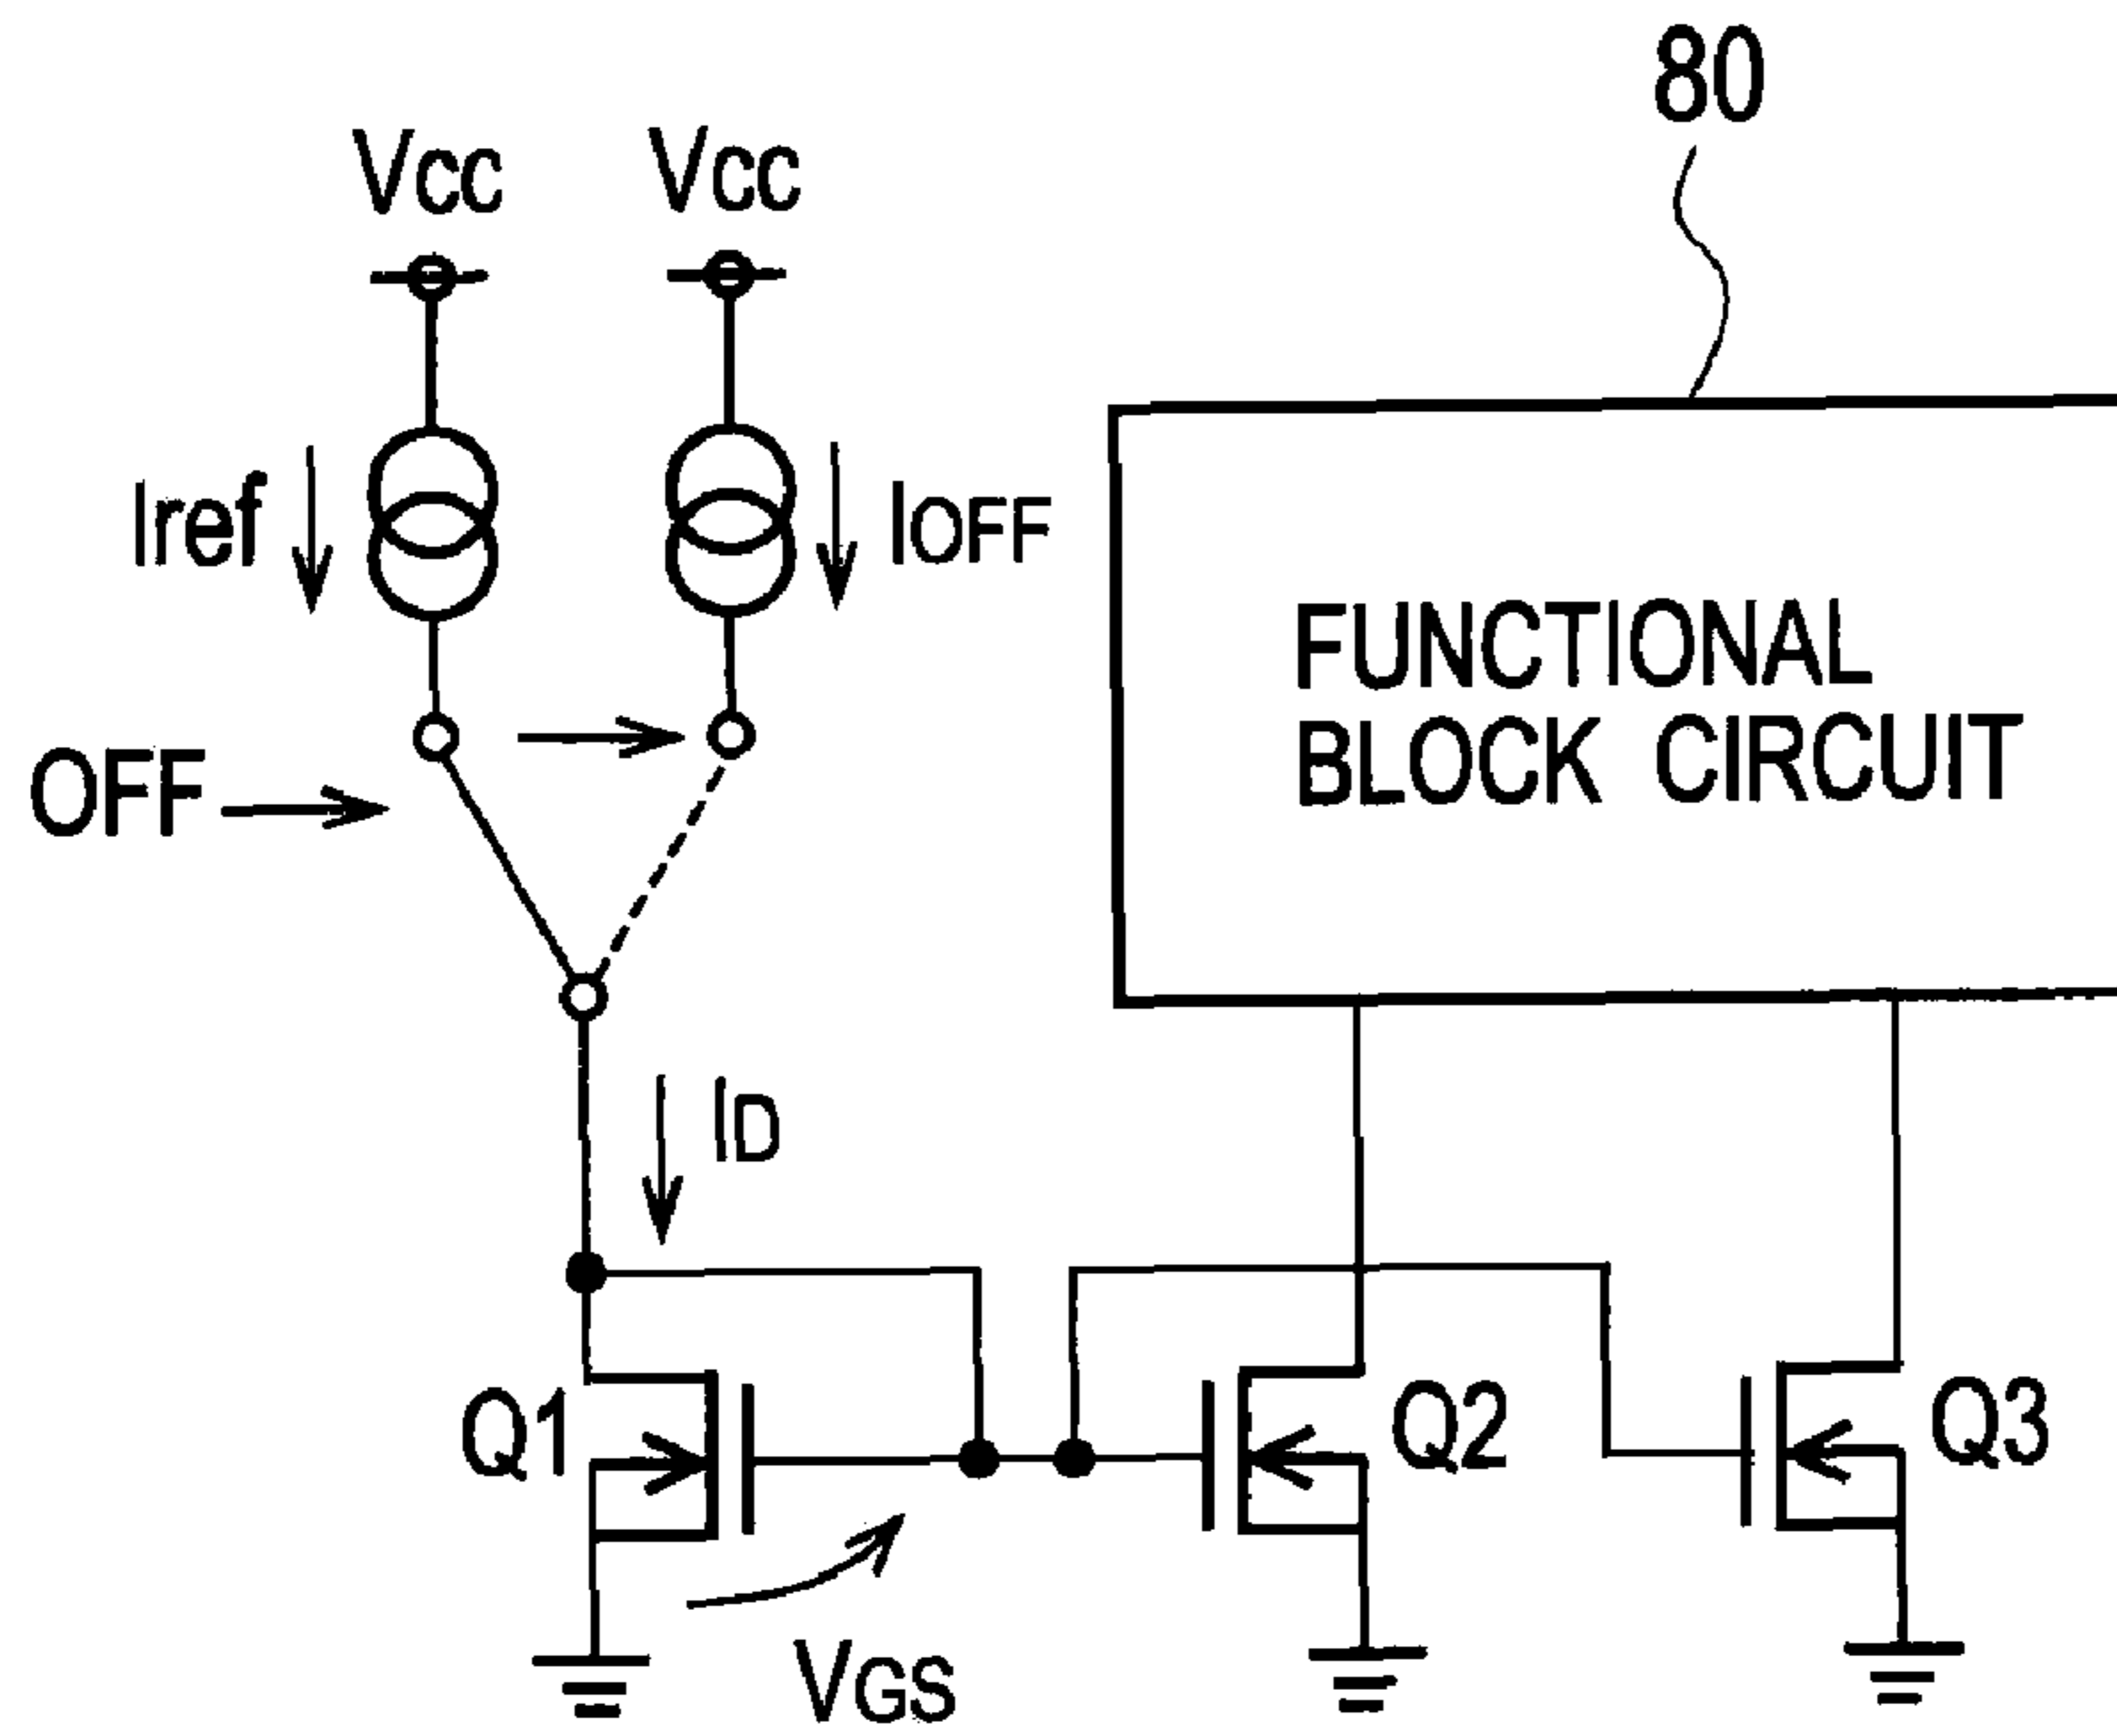 80
Vcc Vcc
Iref IOFF
FUNCTIONAL
BLOCK CIRCUIT
OFF
ID
Q1 Q2 Q3
VGS